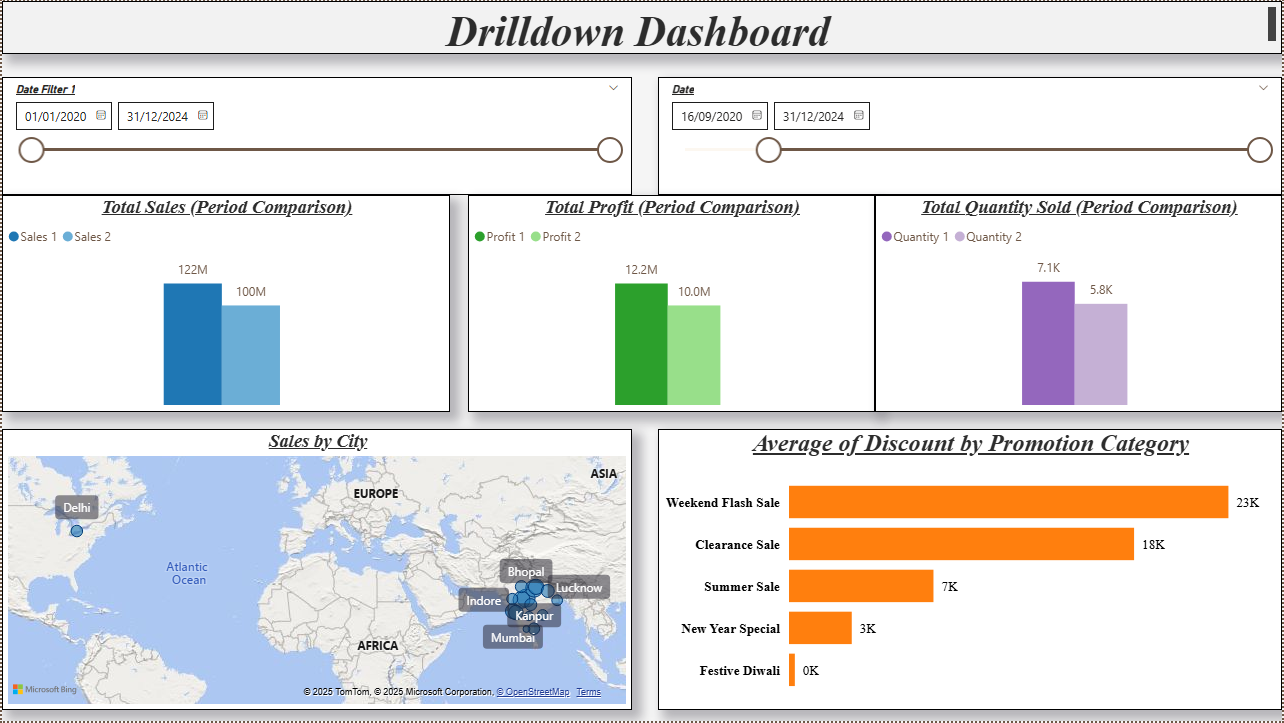 Drilldown Dashboard
Date Filter 1
01/01/2020
31/12/2024
Date
16/09/2020
31/12/2024
Total Sales (Period Comparison)
Sales 1
Sales 2
122M
100M
Total Profit (Period Comparison)
Profit 1
Profit 2
12.2M
10.0M
Total Quantity Sold (Period Comparison)
Quantity 1
Quantity 2
7.1K
5.8K
Sales by City
ASIA
EUROPE
Delhi
Atlantic
Ocean
Bhopal
Lucknow
Indore
Kanpur
Mumbai
AFRICA
Microsoft Bing
© 2025 TomTom, © 2025 Microsoft Corporation, © OpenStreetMap Terms
Average of Discount by Promotion Category
Weekend Flash Sale 23K
Clearance Sale 18K
Summer Sale 7K
New Year Special 3K
Festive Diwali 0K